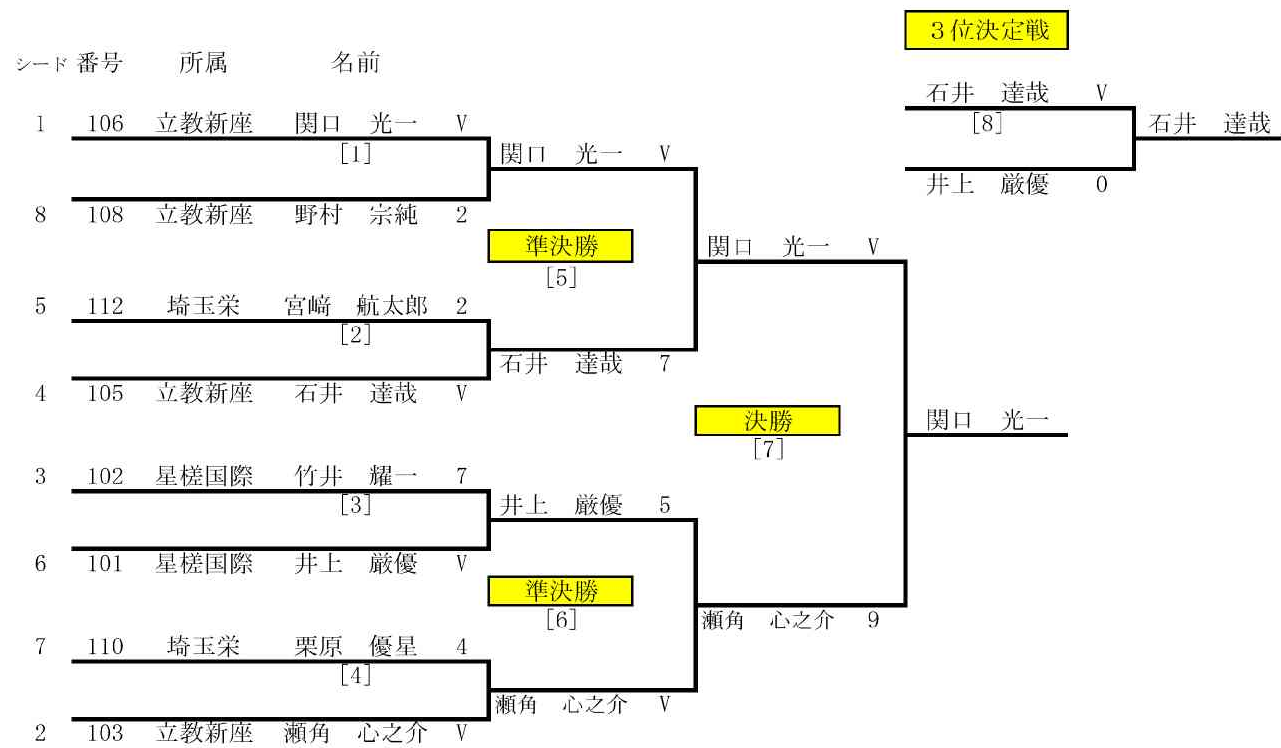 ３位決定戦
シード 番号 所属 名前
石井 達哉 V
[8]
石井 達哉
井上 厳優 0
1 106 立教新座 関口 光一 V
[1]
関口 光一 V
8 108 立教新座 野村 宗純 2
準決勝
[5]
関口 光一 V
5 112 埼玉栄 宮﨑 航太郎 2
[2]
石井 達哉 7
4 105 立教新座 石井 達哉 V
決勝
[7]
関口 光一
3 102 星槎国際 竹井 耀一 7
[3]
井上 厳優 5
6 101 星槎国際 井上 厳優 V
準決勝
[6]
瀬角 心之介 9
7 110 埼玉栄 栗原 優星 4
[4]
瀬角 心之介 V
2 103 立教新座 瀬角 心之介 V